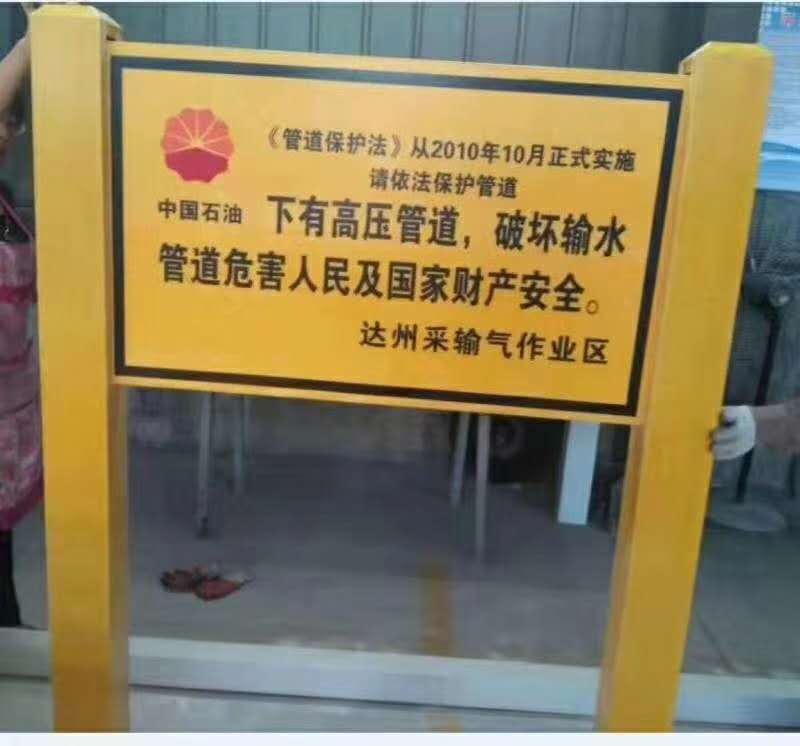 《管道保护法》从2010年10月正式实施
请依法保护管道
中国石油 下有高压管道，破坏输水
管道危害人民及国家财产安全。
达州采输气作业区